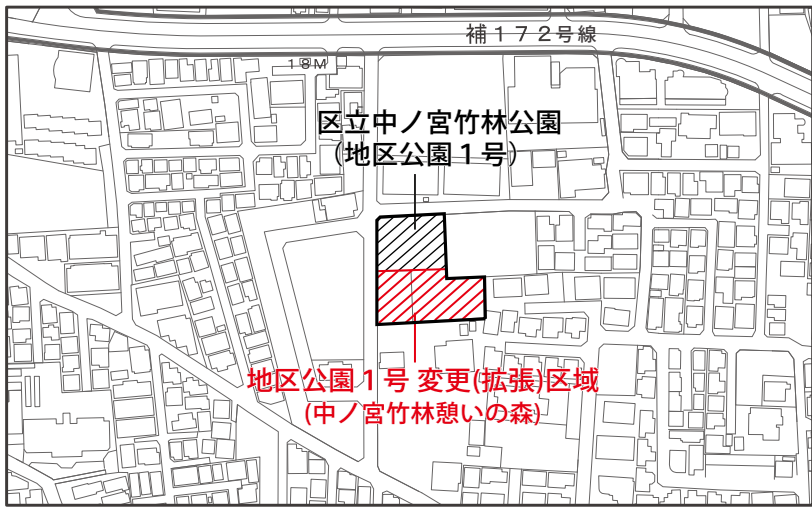 補１７２号線
１８Ｍ
区立中ノ宮竹林公園
(地区公園１号)
地区公園１号 変更(拡張)区域
(中ノ宮竹林憩いの森)